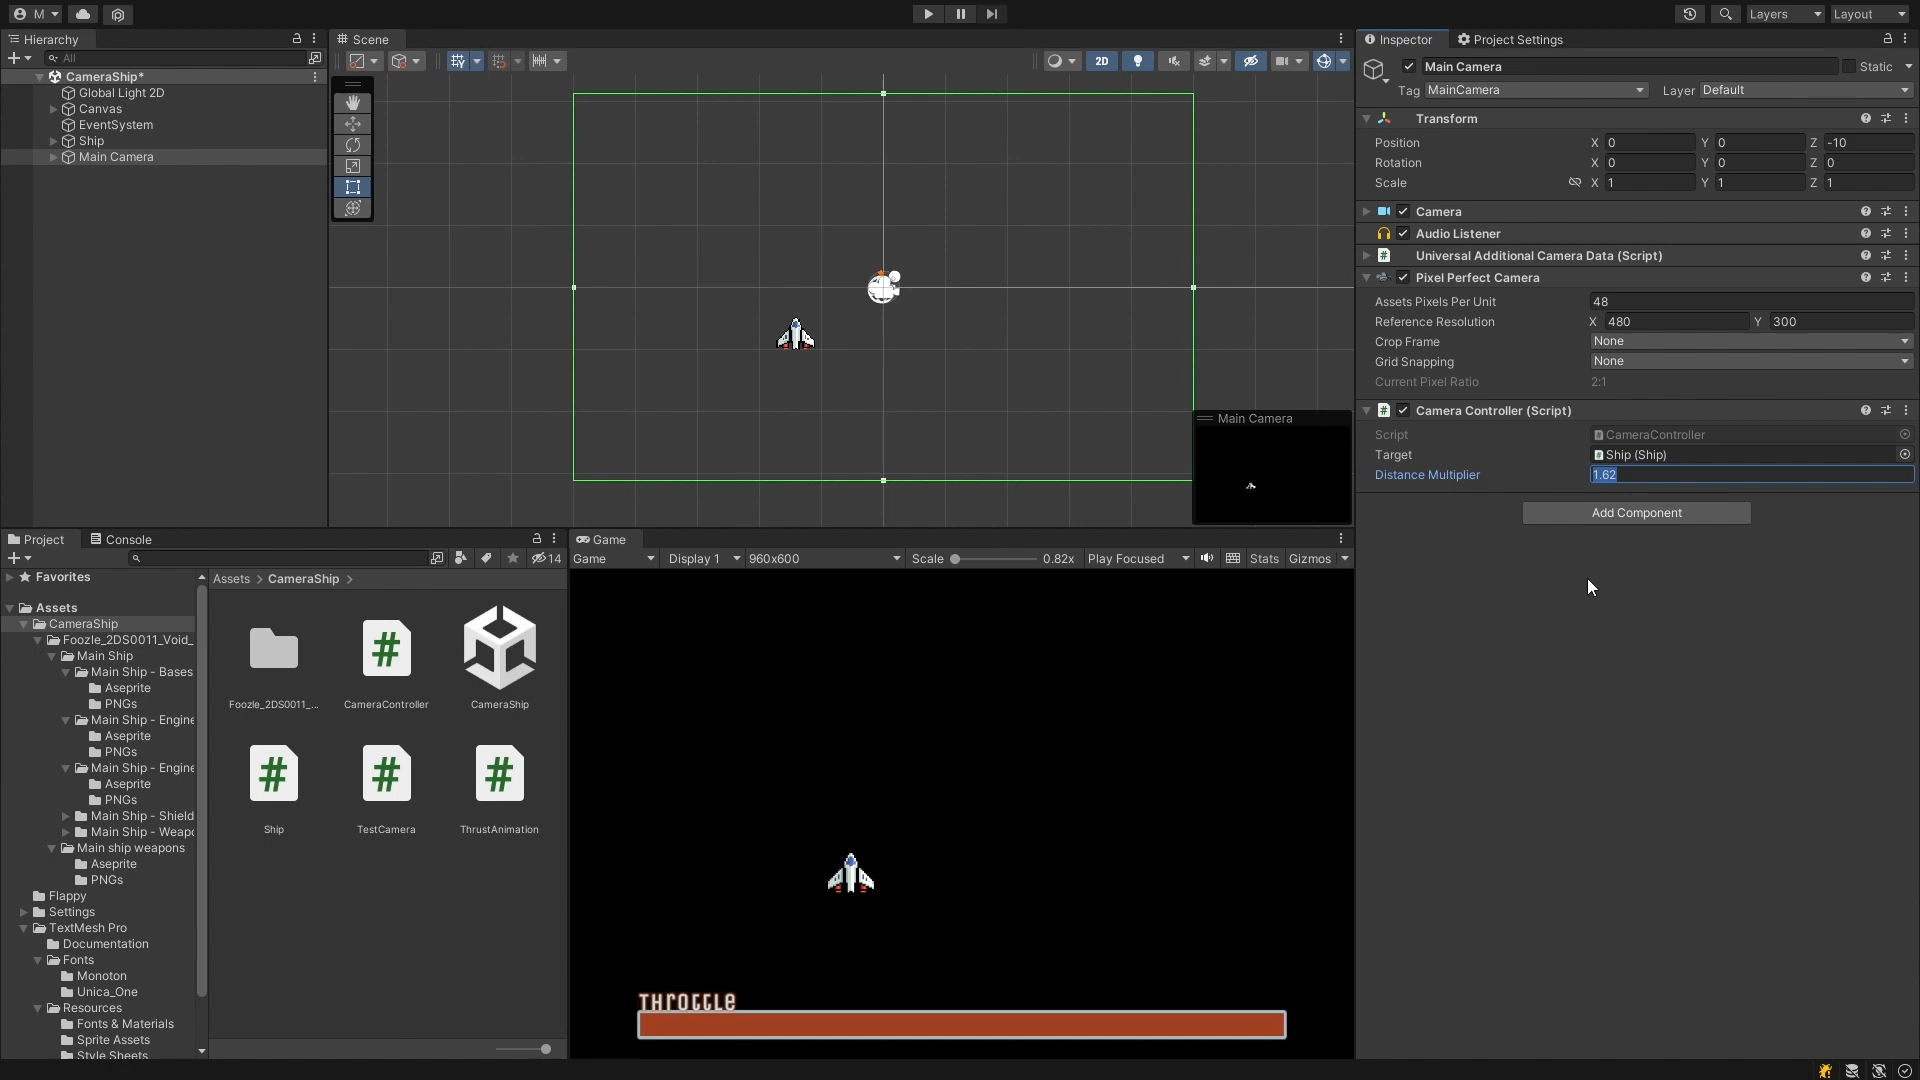 M
Layers
Layout
Hierarchy
All
CameraShip*
Global Light 2D
Canvas
EventSystem
Ship
Main Camera
Scene
2D
Main Camera
Inspector
Project Settings
Main Camera
Static
Tag
MainCamera
Layer
Default
Transform
Position
X
0
Y
0
Z
-10
Rotation
X
0
Y
0
Z
0
Scale
X
1
Y
1
Z
1
Camera
Audio Listener
Universal Additional Camera Data (Script)
Pixel Perfect Camera
Assets Pixels Per Unit
48
Reference Resolution
X
480
Y
300
Crop Frame
None
Grid Snapping
None
Current Pixel Ratio
2:1
Camera Controller (Script)
Script
CameraController
Target
Ship (Ship)
Distance Multiplier
1.62
Add Component
Project
Console
14
Favorites
Assets
CameraShip
Foozle_2DS0011_Void_
Main Ship
Main Ship - Bases
Aseprite
PNGs
Main Ship - Engine
Aseprite
PNGs
Main Ship - Engine
Aseprite
PNGs
Main Ship - Shield
Main Ship - Weapo
Main ship weapons
Aseprite
PNGs
Flappy
Settings
TextMesh Pro
Documentation
Fonts
Monoton
Unica_One
Resources
Fonts & Materials
Sprite Assets
Style Sheets
Assets > CameraShip >
Foozle_2DS0011_...
CameraController
CameraShip
Ship
TestCamera
ThrustAnimation
Game
Game
Display 1
960x600
Scale
0.82x
Play Focused
Stats
Gizmos
Throttle